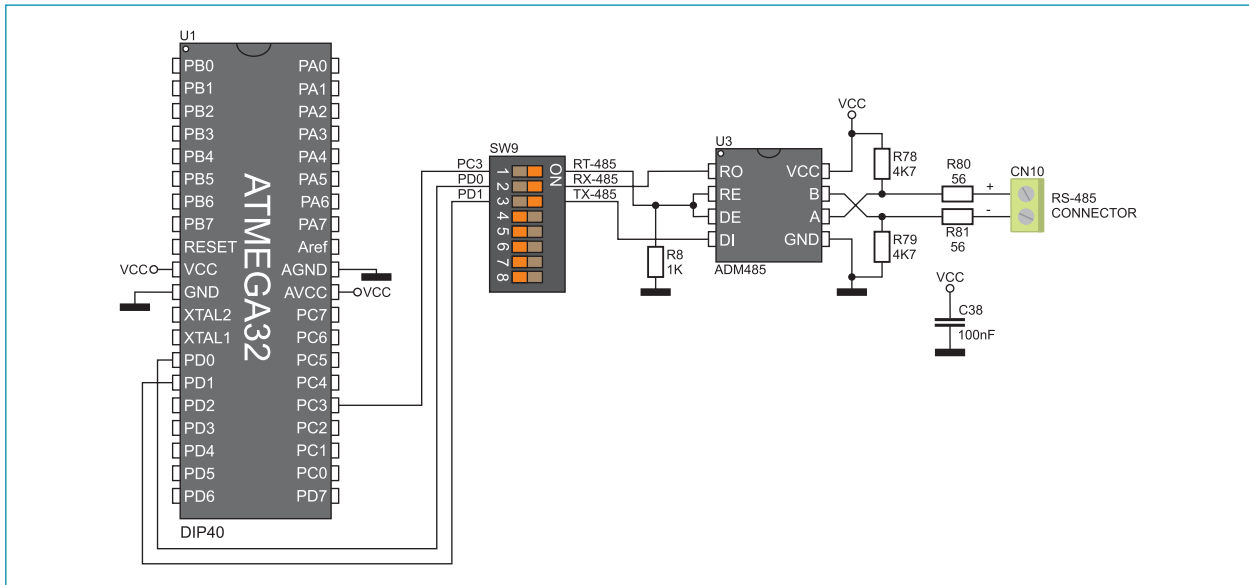 U1
PB0
PB1
PB2
PB3
PB4
PB5
PB6
PB7
RESET
VCC
GND
XTAL2
XTAL1
PD0
PD1
PD2
PD3
PD4
PD5
PD6
PA0
PA1
PA2
PA3
PA4
PA5
PA6
PA7
Aref
AGND
AVCC
PC7
PC6
PC5
PC4
PC3
PC2
PC1
PC0
PD7
ATMEGA32
DIP40
VCC
VCC
SW9
PC3
PD0
PD1
ON
1
2
3
4
5
6
7
8
RT-485
RX-485
TX-485
R8
1K
U3
RO
RE
DE
DI
VCC
B
A
GND
ADM485
VCC
R78
4K7
R79
4K7
R80
56
R81
56
+
-
CN10
RS-485
CONNECTOR
VCC
C38
100nF